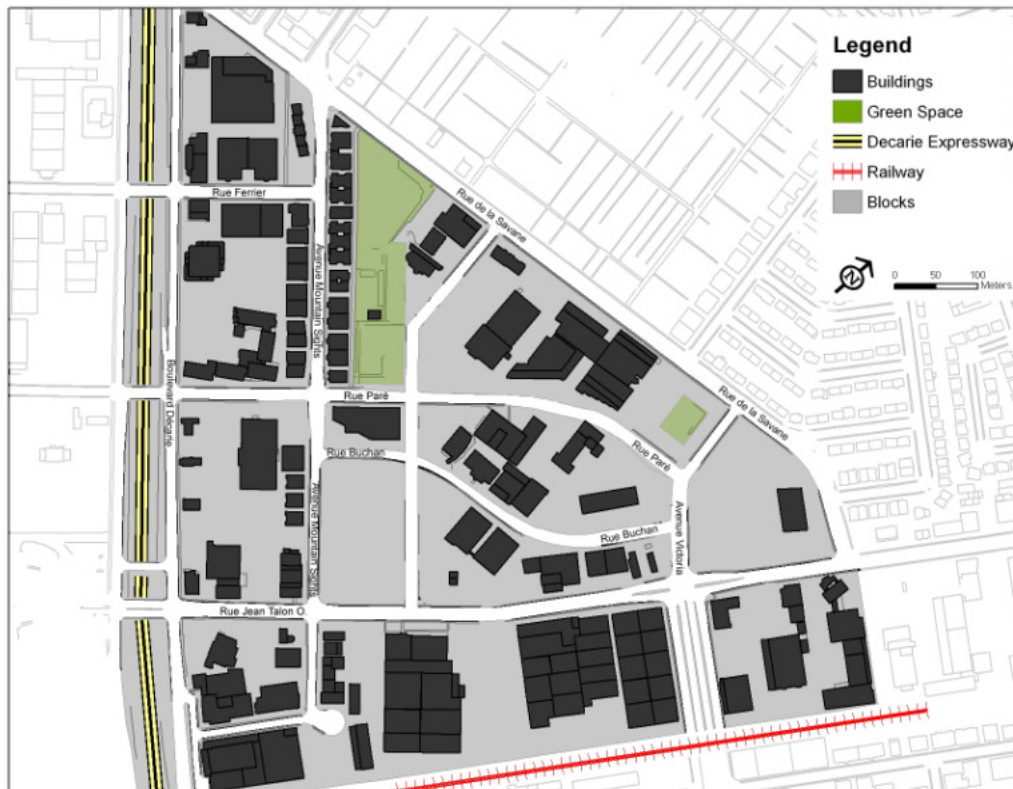 Legend
Buildings
Green Space
Decarie Expressway
Railway
Blocks
N
0 50 100
Meters
Rue Ferrier
Rue de la Savane
Avenue Mountain Sights
Boulevard Décarie
Rue Paré
Rue de la Savane
Rue Buchan
Rue Paré
Avenue Mountain Sights
Avenue Victoria
Rue Buchan
Rue Jean Talon O.